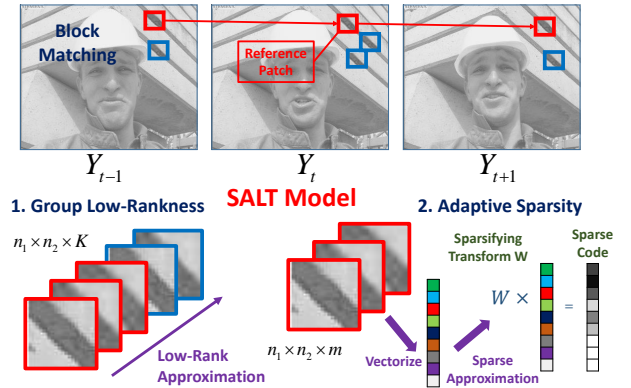 Block
Matching
Reference
Patch
Y_{t-1}
Y_t
Y_{t+1}
SALT Model
1. Group Low-Rankness
n_1 × n_2 × K
Low-Rank
Approximation
n_1 × n_2 × m
2. Adaptive Sparsity
Sparsifying
Transform W
Sparse
Code
W ×
=
Vectorize
Sparse
Approximation